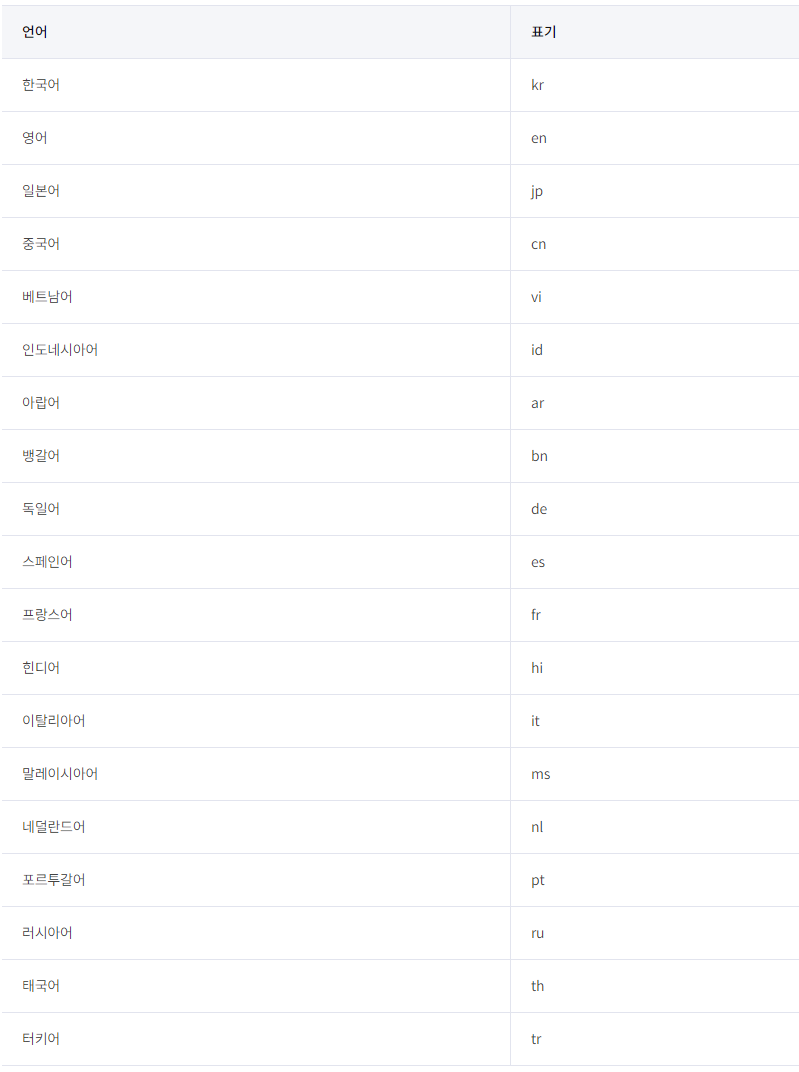 언어 표기
한국어 kr
영어 en
일본어 jp
중국어 cn
베트남어 vi
인도네시아어 id
아랍어 ar
뱅갈어 bn
독일어 de
스페인어 es
프랑스어 fr
힌디어 hi
이탈리아어 it
말레이시아어 ms
네덜란드어 nl
포르투갈어 pt
러시아어 ru
태국어 th
터키어 tr